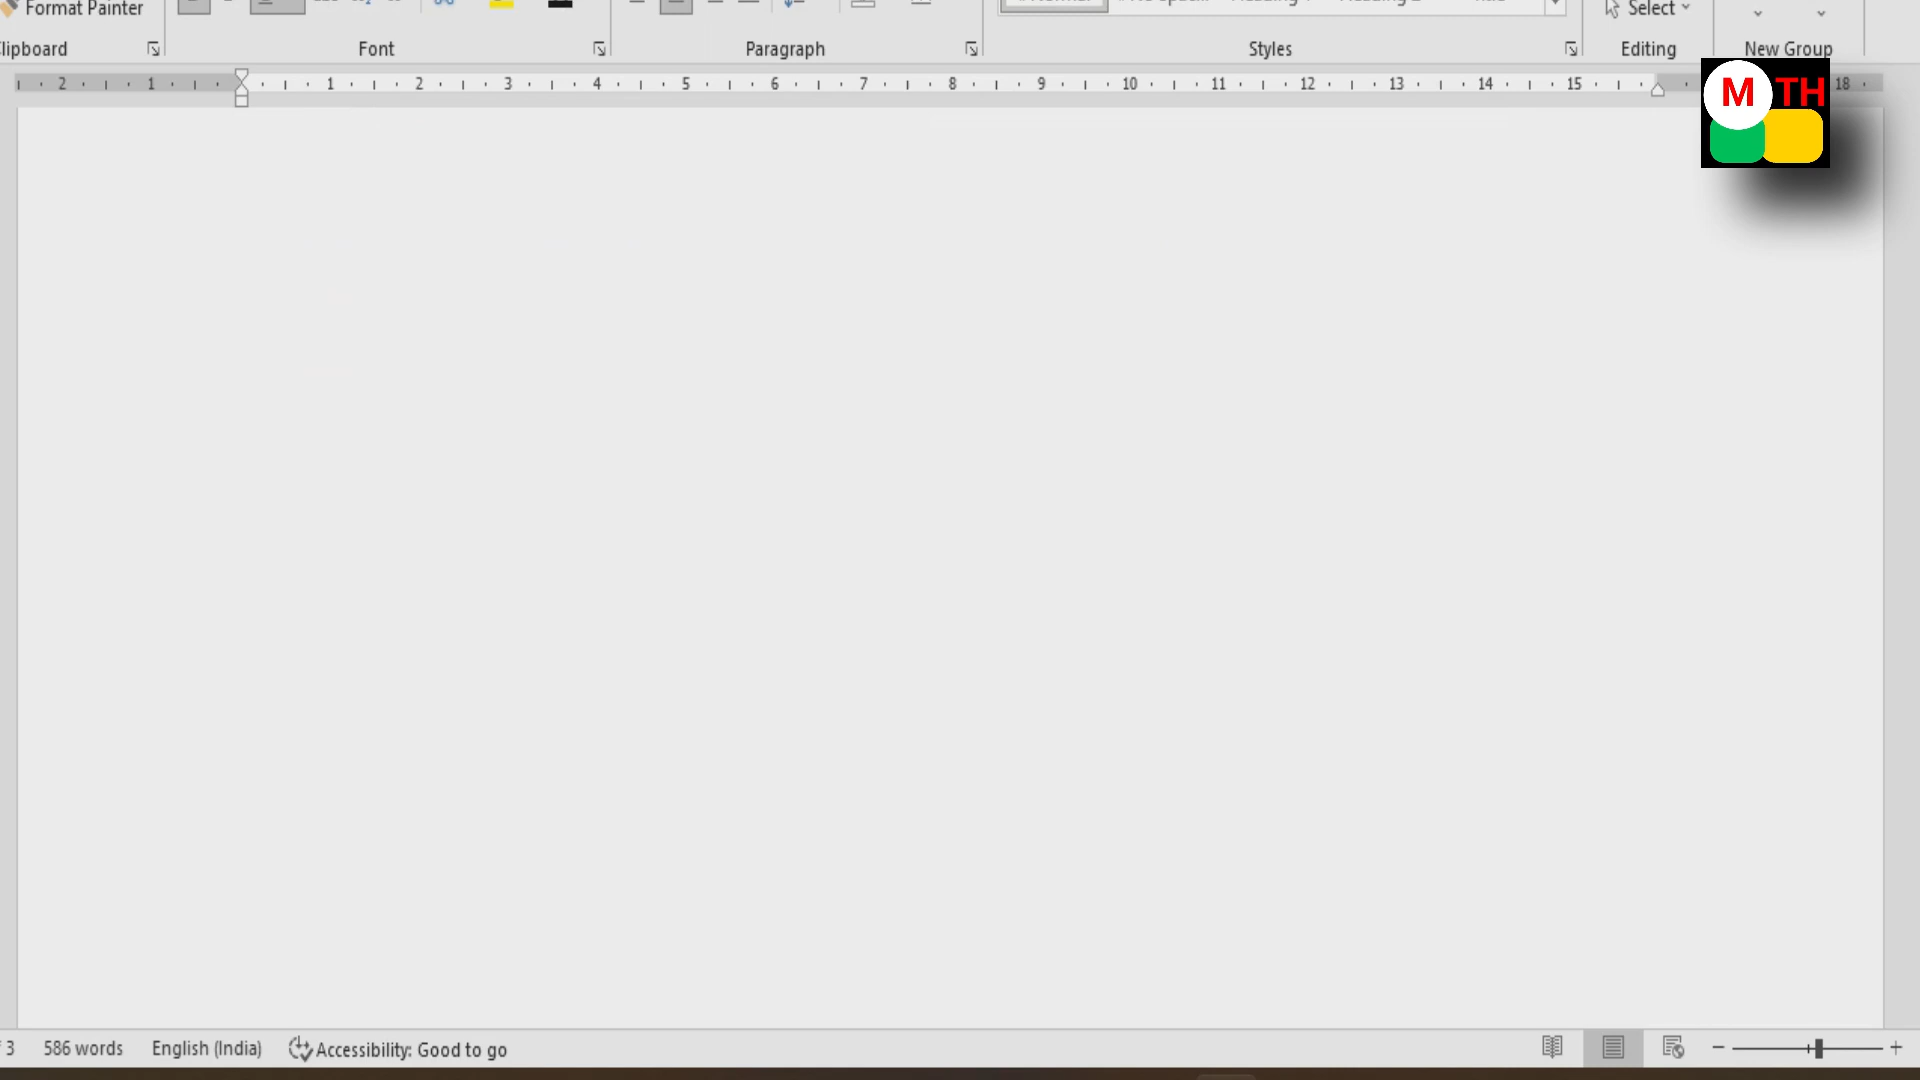 Format Painter
Select
lipboard
Font
Paragraph
Styles
Editing
New Group
2 1 1 2 3 4 5 6 7 8 9 10 11 12 13 14 15 18
M TH
3
586 words
English (India)
Accessibility: Good to go